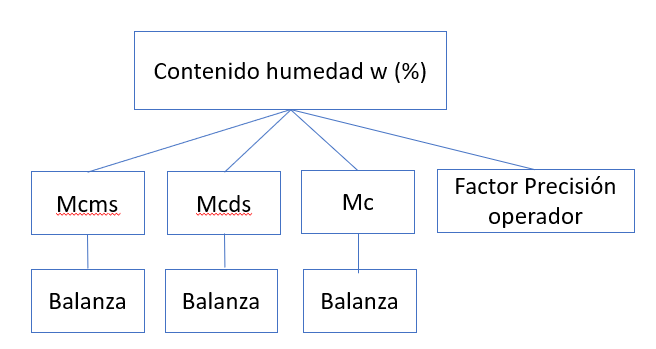 Contenido humedad w (%)
Mcms
Mcds
Mc
Factor Precisión
operador
Balanza
Balanza
Balanza